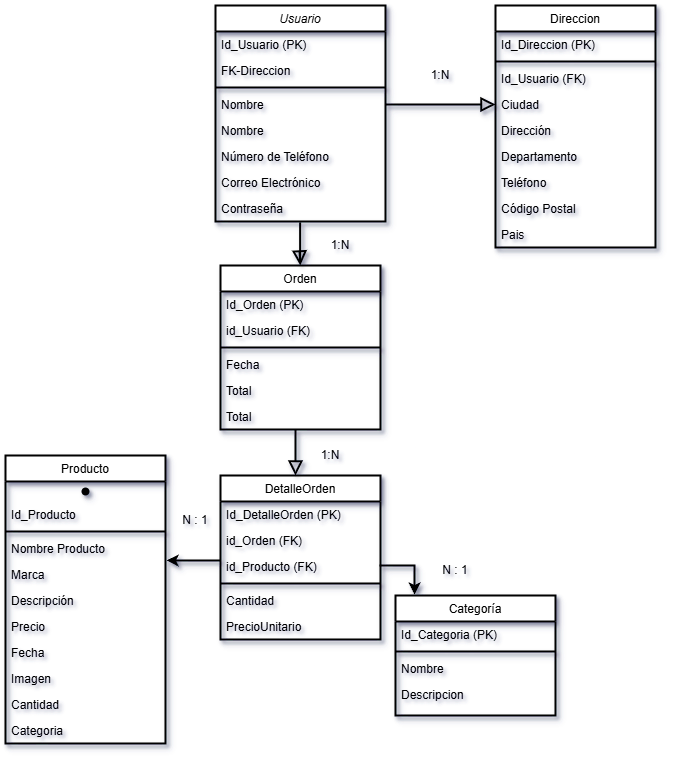 Usuario
Id_Usuario (PK)
FK-Direccion
Nombre
Nombre
Número de Teléfono
Correo Electrónico
Contraseña
1:N
Direccion
Id_Direccion (PK)
Id_Usuario (FK)
Ciudad
Dirección
Departamento
Teléfono
Código Postal
Pais
1:N
Orden
Id_Orden (PK)
id_Usuario (FK)
Fecha
Total
Total
1:N
Producto
Id_Producto
Nombre Producto
Marca
Descripción
Precio
Fecha
Imagen
Cantidad
Categoria
N : 1
DetalleOrden
Id_DetalleOrden (PK)
id_Orden (FK)
id_Producto (FK)
Cantidad
PrecioUnitario
N : 1
Categoría
Id_Categoria (PK)
Nombre
Descripcion